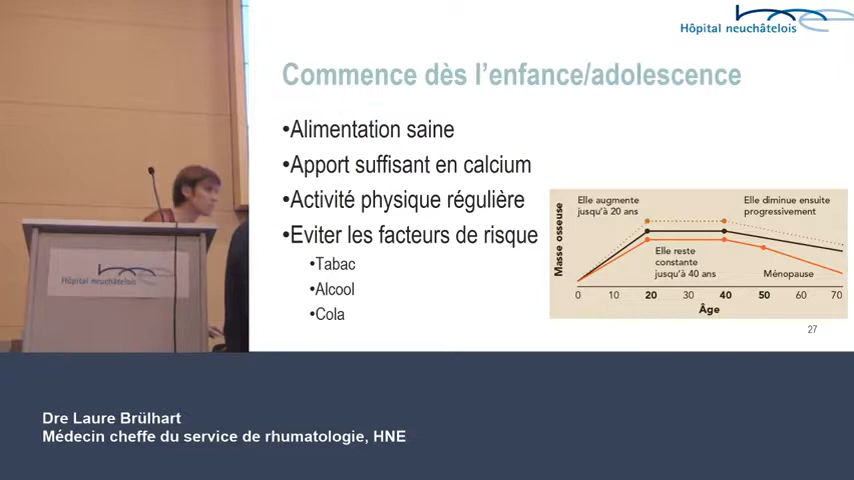 Hôpital neuchâtelois
Commence dès l'enfance/adolescence
•Alimentation saine
•Apport suffisant en calcium
•Activité physique régulière
•Eviter les facteurs de risque
•Tabac
•Alcool
•Cola
Elle augmente
jusqu'à 20 ans
Elle diminue ensuite
progressivement
Masse osseuse
Elle reste
constante
jusqu'à 40 ans
Ménopause
0 10 20 30 40 50 60 70
Âge
27
Hôpital neuchâtelois
Dre Laure Brülhart
Médecin cheffe du service de rhumatologie, HNE